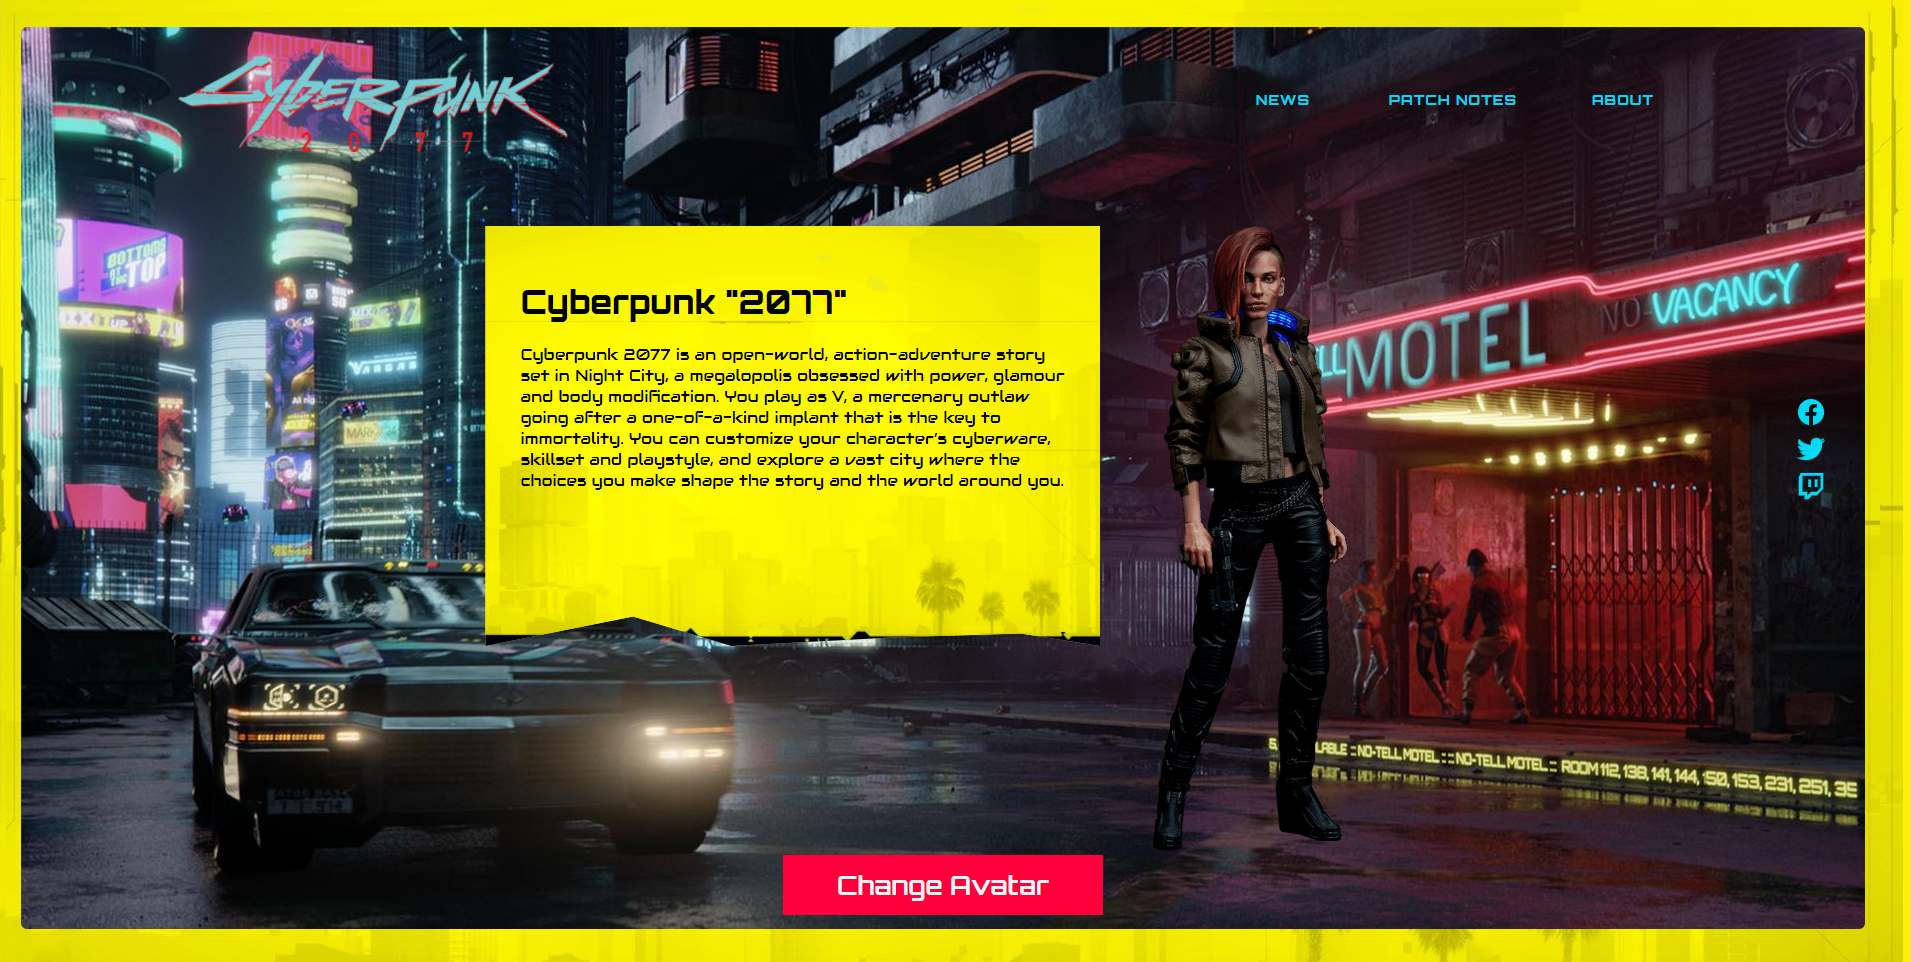 CYBERPUNK
2077
NEWS
PATCH NOTES
ABOUT
BOTTOMS
AT THE
TOP
Cyberpunk "2077"
Cyberpunk 2077 is an open-world, action-adventure story
set in Night City, a megalopolis obsessed with power, glamour
and body modification. You play as V, a mercenary outlaw
going after a one-of-a-kind implant that is the key to
immortality. You can customize your character's cyberware,
skillset and playstyle, and explore a vast city where the
choices you make shape the story and the world around you.
NO-VACANCY
LL MOTEL
VARGAS
LABLE :: NO-TELL MOTEL ::: NO-TELL MOTEL :: ROOM 112, 138, 141, 144, 150, 153, 231, 251, 35
Change Avatar